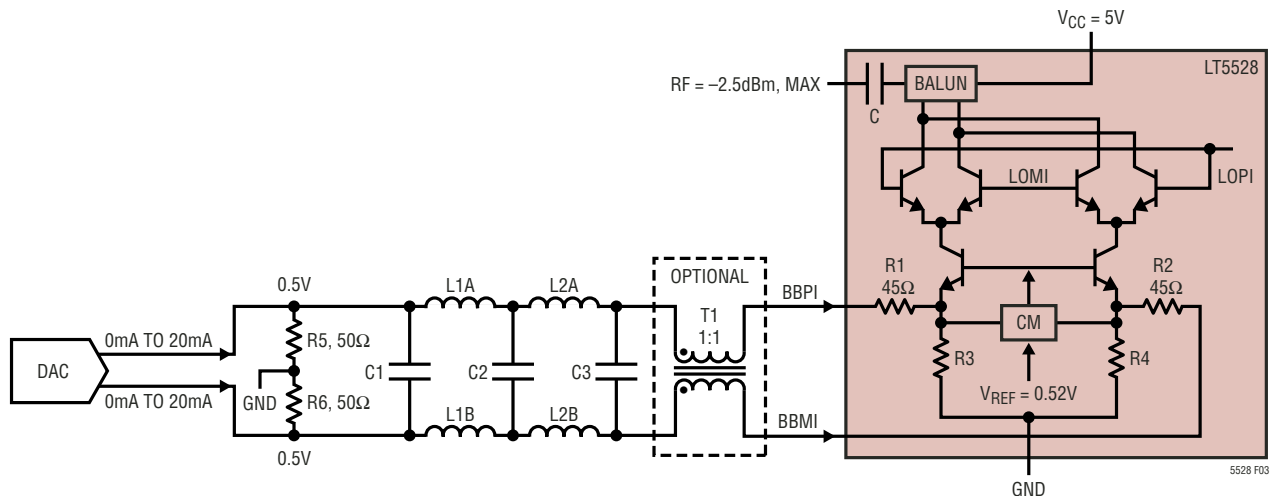 V_CC = 5V
LT5528
RF = –2.5dBm, MAX
BALUN
C
LOMI
LOPI
0.5V
L1A
L2A
OPTIONAL
T1
1:1
BBPI
R1
45Ω
R2
45Ω
CM
DAC
0mA TO 20mA
0mA TO 20mA
R5, 50Ω
GND
R6, 50Ω
C1
C2
C3
R3
R4
V_REF = 0.52V
L1B
L2B
BBMI
0.5V
GND
5528 F03